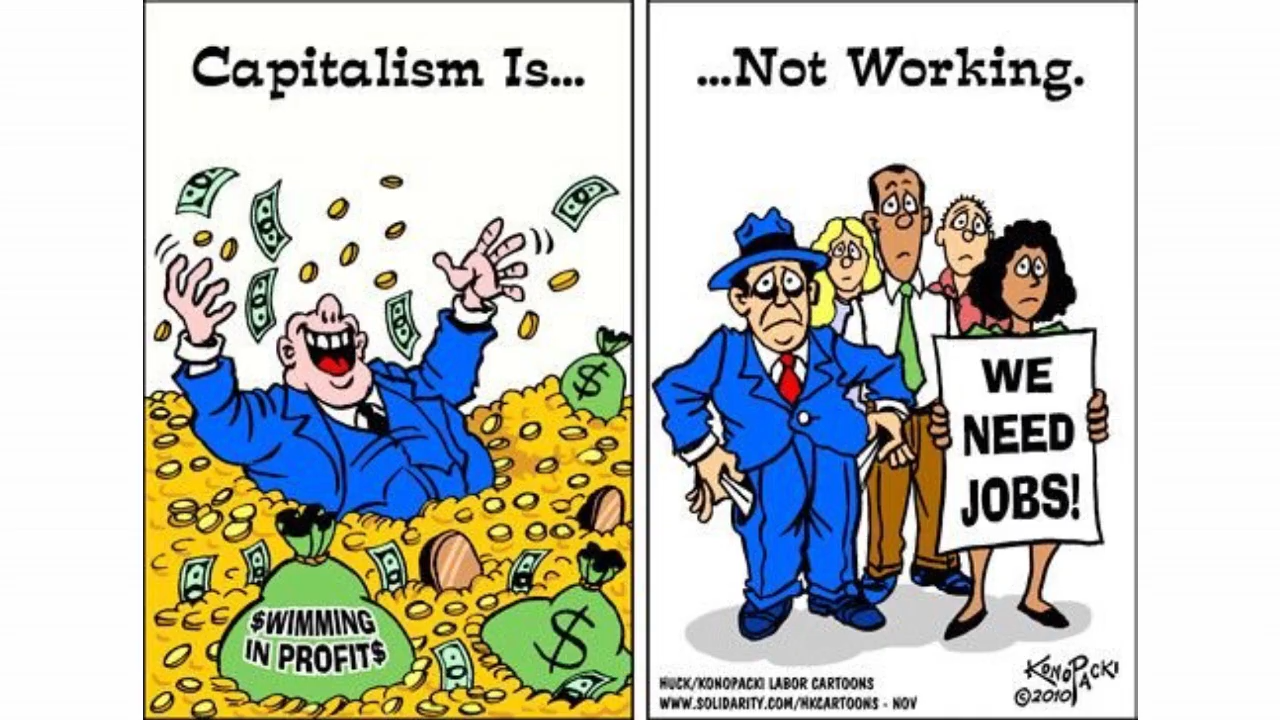 Capitalism Is...
...Not Working.
$
$WIMMING
IN PROFIT$
$
WE
NEED
JOBS!
HUCK/KONOPACKI LABOR CARTOONS
WWW.SOLIDARITY.COM/HKCARTOONS - NOV
KONOPACKI
©2010